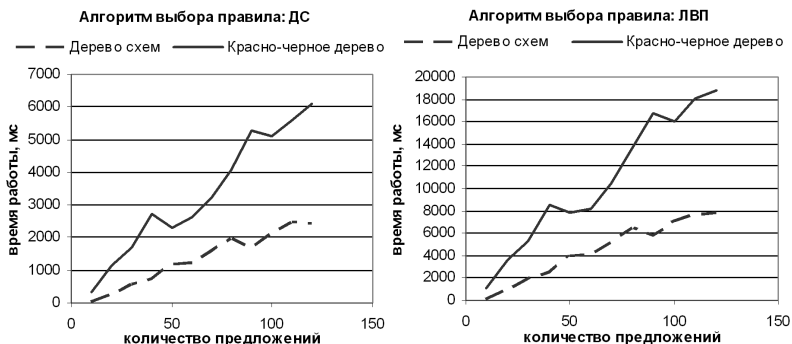 Алгоритм выбора правила: ДС
Дерево схем
Красно-черное дерево
7000
6000
5000
4000
3000
2000
1000
0
время работы, мс
0
50
100
150
количество предложений
Алгоритм выбора правила: ЛВП
Дерево схем
Красно-черное дерево
20000
18000
16000
14000
12000
10000
8000
6000
4000
2000
0
время работы, мс
0
50
100
150
количество предложений